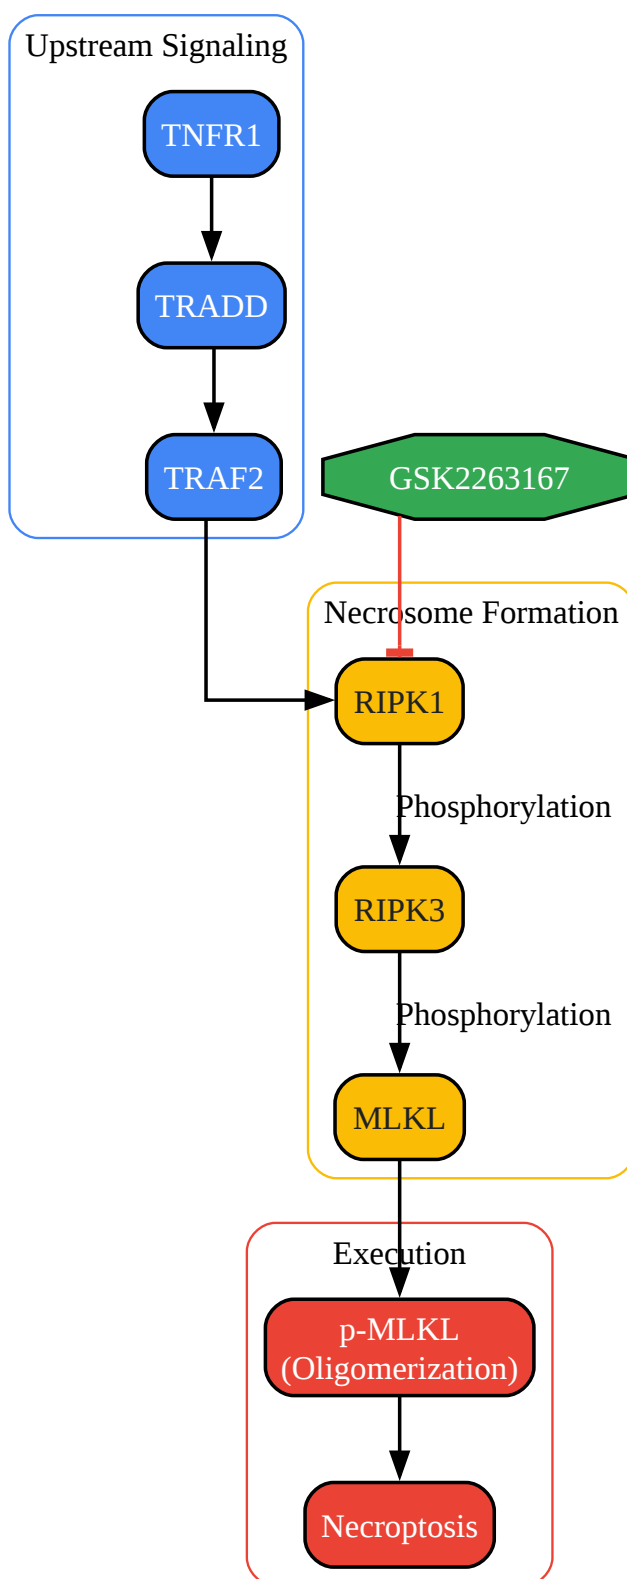 Upstream Signaling
TNFR1
TRADD
TRAF2
GSK2263167
Necrosome Formation
RIPK1
Phosphorylation
RIPK3
Phosphorylation
MLKL
Execution
p-MLKL
(Oligomerization)
Necroptosis